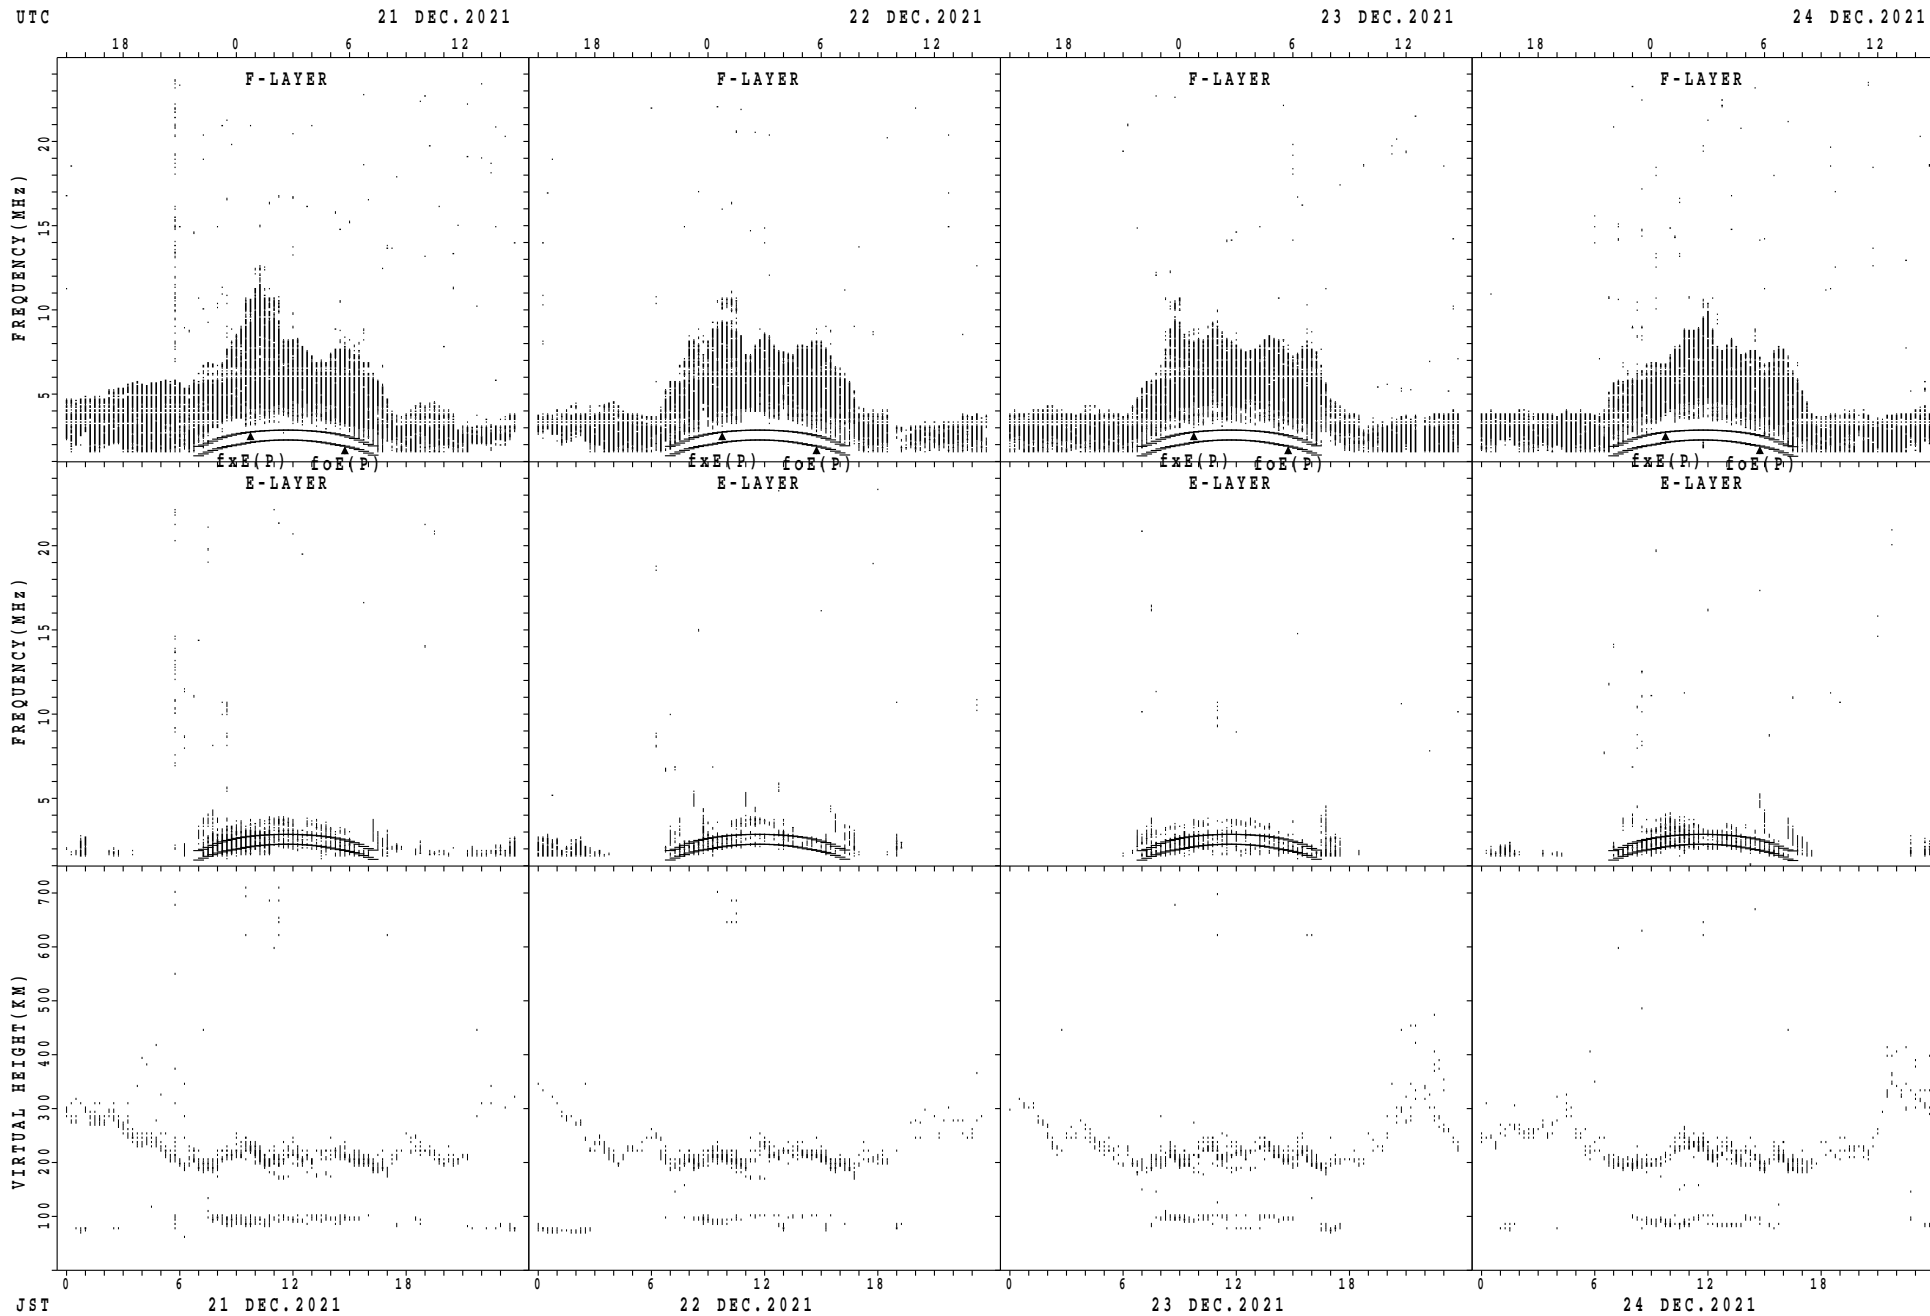 UTC 21 DEC.2021 22 DEC.2021 23 DEC.2021 24 DEC.2021
18 0 6 12 18 0 6 12 18 0 6 12 18 0 6 12
F-LAYER F-LAYER F-LAYER F-LAYER
FREQUENCY(MHz)
20
15
10
5
fxE(P) foE(P) fxE(P) foE(P) fxE(P) foE(P) fxE(P) foE(P)
E-LAYER E-LAYER E-LAYER E-LAYER
FREQUENCY(MHz)
20
15
10
5
VIRTUAL HEIGHT(KM)
700
600
500
400
300
200
100
0 6 12 18 0 6 12 18 0 6 12 18 0 6 12 18
JST 21 DEC.2021 22 DEC.2021 23 DEC.2021 24 DEC.2021